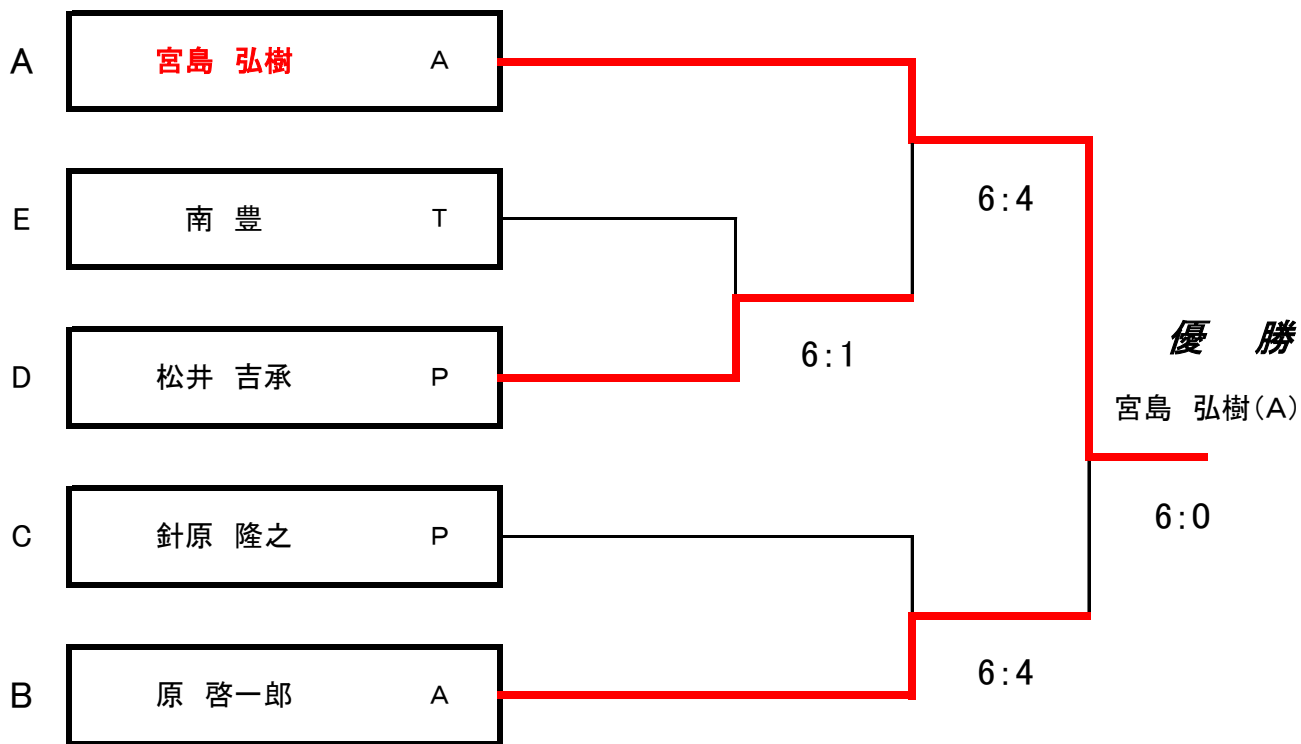 A 宮島 弘樹 A
E 南 豊 T
6:4
D 松井 吉承 P
6:1
優 勝
宮島 弘樹(A)
C 針原 隆之 P
6:0
B 原 啓一郎 A
6:4